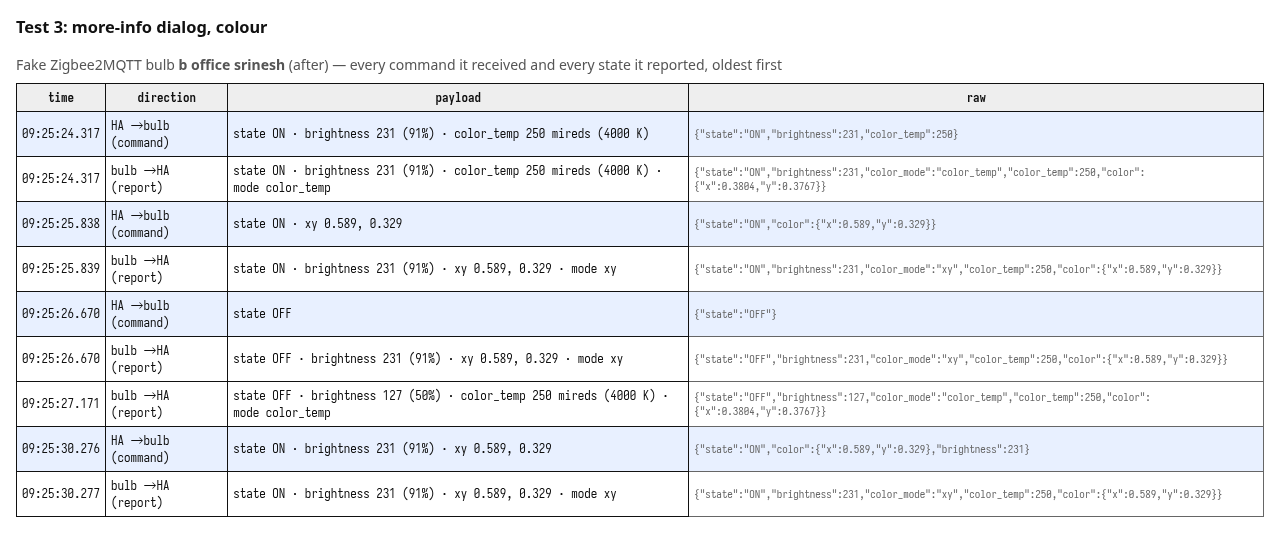 Test 3: more-info dialog, colour
Fake Zigbee2MQTT bulb b office srinesh (after) — every command it received and every state it reported, oldest first
time direction payload raw
09:25:24.317 HA →bulb (command) state ON · brightness 231 (91%) · color_temp 250 mireds (4000 K) {"state":"ON","brightness":231,"color_temp":250}
09:25:24.317 bulb →HA (report) state ON · brightness 231 (91%) · color_temp 250 mireds (4000 K) · mode color_temp {"state":"ON","brightness":231,"color_mode":"color_temp","color_temp":250,"color":{"x":0.3804,"y":0.3767}}
09:25:25.838 HA →bulb (command) state ON · xy 0.589, 0.329 {"state":"ON","color":{"x":0.589,"y":0.329}}
09:25:25.839 bulb →HA (report) state ON · brightness 231 (91%) · xy 0.589, 0.329 · mode xy {"state":"ON","brightness":231,"color_mode":"xy","color_temp":250,"color":{"x":0.589,"y":0.329}}
09:25:26.670 HA →bulb (command) state OFF {"state":"OFF"}
09:25:26.670 bulb →HA (report) state OFF · brightness 231 (91%) · xy 0.589, 0.329 · mode xy {"state":"OFF","brightness":231,"color_mode":"xy","color_temp":250,"color":{"x":0.589,"y":0.329}}
09:25:27.171 bulb →HA (report) state OFF · brightness 127 (50%) · color_temp 250 mireds (4000 K) · mode color_temp {"state":"OFF","brightness":127,"color_mode":"color_temp","color_temp":250,"color":{"x":0.3804,"y":0.3767}}
09:25:30.276 HA →bulb (command) state ON · brightness 231 (91%) · xy 0.589, 0.329 {"state":"ON","color":{"x":0.589,"y":0.329},"brightness":231}
09:25:30.277 bulb →HA (report) state ON · brightness 231 (91%) · xy 0.589, 0.329 · mode xy {"state":"ON","brightness":231,"color_mode":"xy","color_temp":250,"color":{"x":0.589,"y":0.329}}